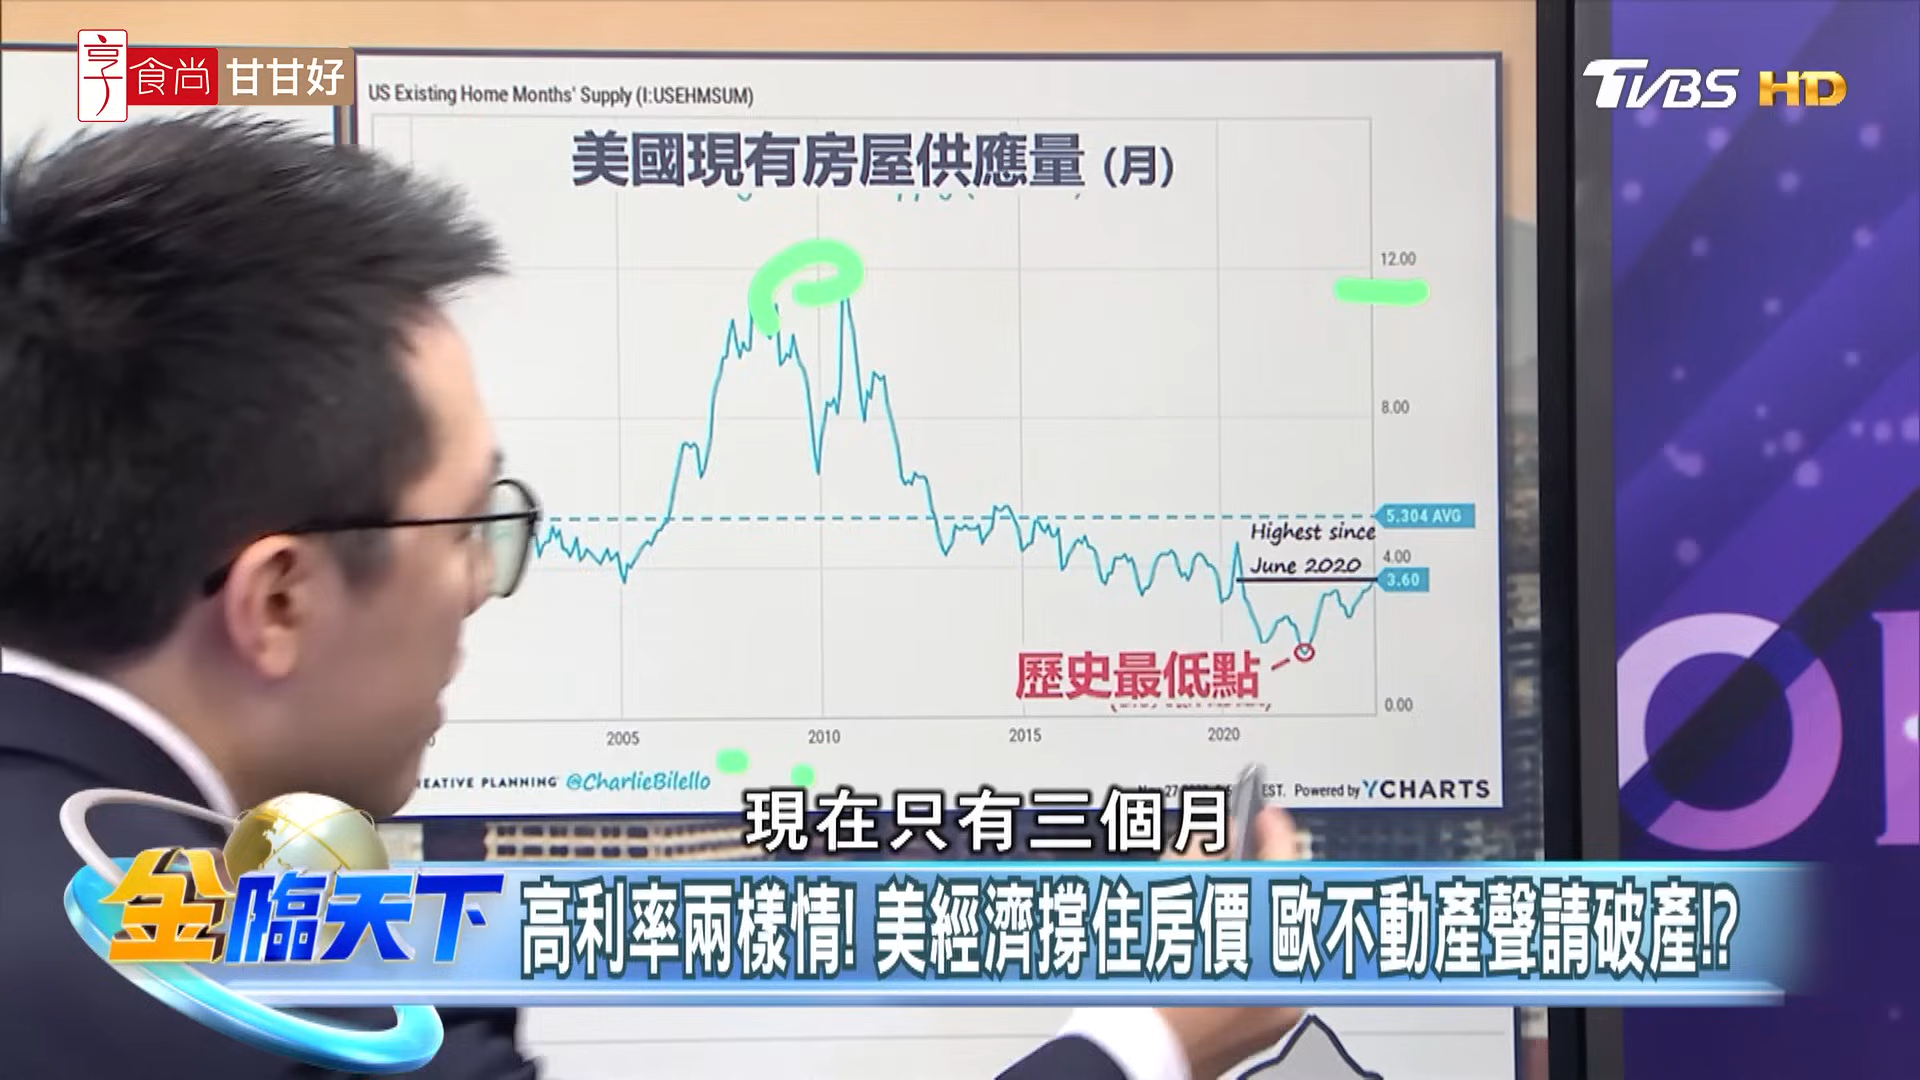 享食尚 甘甘好
TVBS HD
US Existing Home Months' Supply (I:USEHMSUM)
美國現有房屋供應量 (月)
12.00
8.00
5.304 AVG
Highest since
June 2020
4.00
3.60
歷史最低點
0.00
2005
2010
2015
2020
EATIVE PLANNING @CharlieBilello
EST. Powered by YCHARTS
現在只有三個月
金臨天下
高利率兩樣情! 美經濟撐住房價 歐不動產聲請破產!?